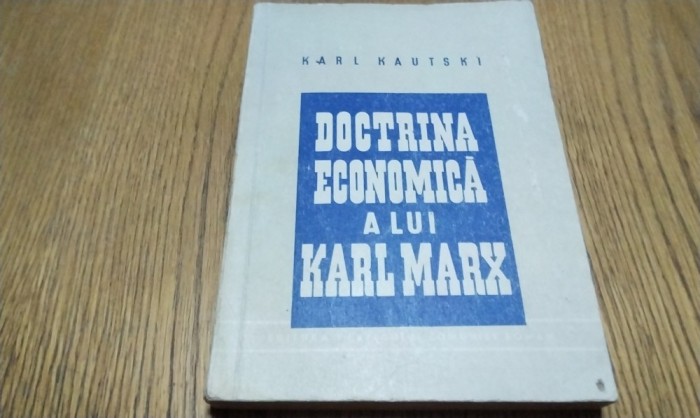 KARL KAUTSKI
DOCTRINA
ECONOMICĂ
A LUI
KARL MARX